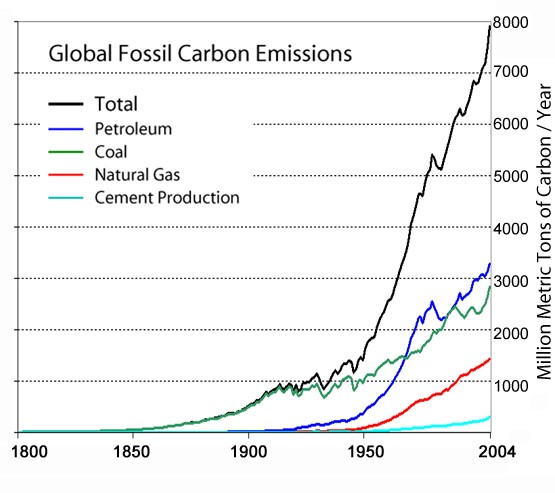 Global Fossil Carbon Emissions
Total
Petroleum
Coal
Natural Gas
Cement Production
8000
7000
6000
5000
4000
3000
2000
1000
Million Metric Tons of Carbon / Year
1800 1850 1900 1950 2004